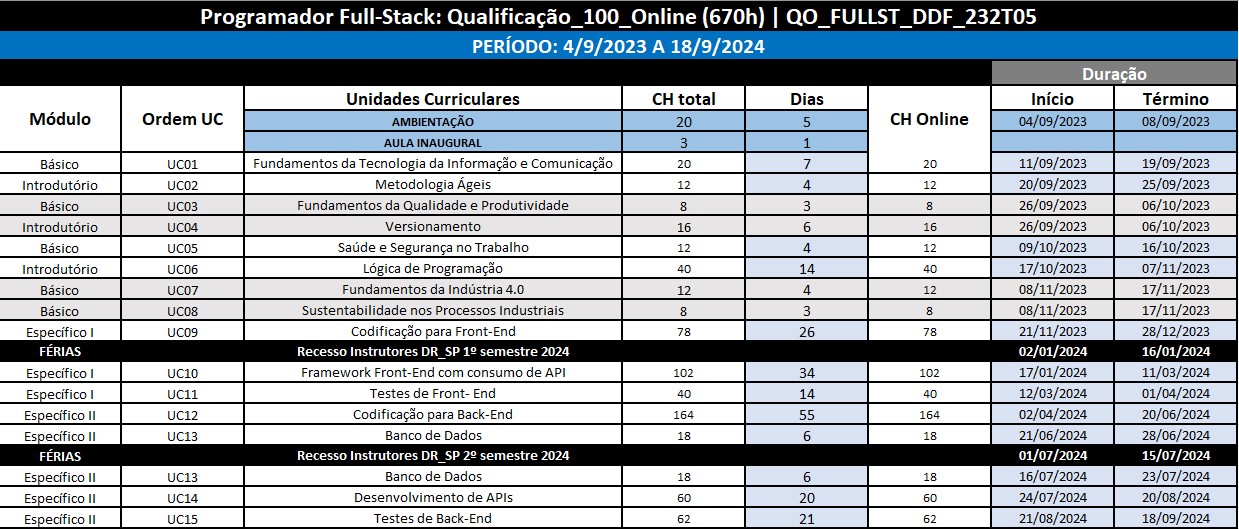 Programador Full-Stack: Qualificação_100_Online (670h) | QO_FULLST_DDF_232T05
PERÍODO: 4/9/2023 A 18/9/2024
Duração
Módulo Ordem UC Unidades Curriculares CH total Dias CH Online Início Término
AMBIENTAÇÃO 20 5 04/09/2023 08/09/2023
AULA INAUGURAL 3 1
Básico UC01 Fundamentos da Tecnologia da Informação e Comunicação 20 7 20 11/09/2023 19/09/2023
Introdutório UC02 Metodologia Ágeis 12 4 12 20/09/2023 25/09/2023
Básico UC03 Fundamentos da Qualidade e Produtividade 8 3 8 26/09/2023 06/10/2023
Introdutório UC04 Versionamento 16 6 16 26/09/2023 06/10/2023
Básico UC05 Saúde e Segurança no Trabalho 12 4 12 09/10/2023 16/10/2023
Introdutório UC06 Lógica de Programação 40 14 40 17/10/2023 07/11/2023
Básico UC07 Fundamentos da Indústria 4.0 12 4 12 08/11/2023 17/11/2023
Básico UC08 Sustentabilidade nos Processos Industriais 8 3 8 08/11/2023 17/11/2023
Específico I UC09 Codificação para Front-End 78 26 78 21/11/2023 28/12/2023
FÉRIAS Recesso Instrutores DR_SP 1º semestre 2024 02/01/2024 16/01/2024
Específico I UC10 Framework Front-End com consumo de API 102 34 102 17/01/2024 11/03/2024
Específico I UC11 Testes de Front- End 40 14 40 12/03/2024 01/04/2024
Específico II UC12 Codificação para Back-End 164 55 164 02/04/2024 20/06/2024
Específico II UC13 Banco de Dados 18 6 18 21/06/2024 28/06/2024
FÉRIAS Recesso Instrutores DR_SP 2º semestre 2024 01/07/2024 15/07/2024
Específico II UC13 Banco de Dados 18 6 18 16/07/2024 23/07/2024
Específico II UC14 Desenvolvimento de APIs 60 20 60 24/07/2024 20/08/2024
Específico II UC15 Testes de Back-End 62 21 62 21/08/2024 18/09/2024